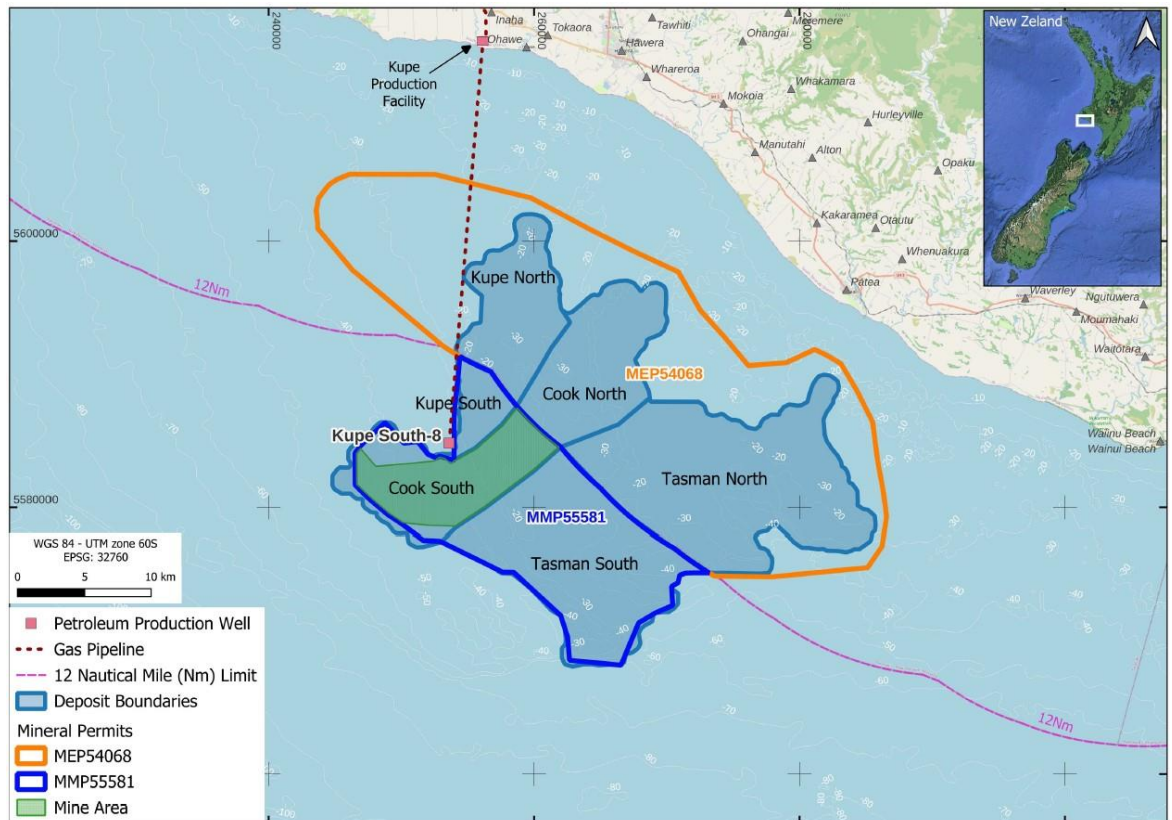 240000
260000
280000
Inaha
Ohawe
Tokaora
Tawhiti
Hāwera
Ohangai
Meremere
Whareroa
Whakamara
Mokoia
Hurleyville
Manutahi
Alton
Opaku
Kakaramea
Otautu
Whenuakura
Patea
Waverley
Ngutuwera
Moumahaki
Waitōtara
Waiinu Beach
Wainui Beach
Kupe
Production
Facility
New Zeland
5600000
12Nm
Kupe North
MEP54068
Cook North
Kupe South
Kupe South-8
Cook South
Tasman North
5580000
MMP55581
Tasman South
12Nm
WGS 84 - UTM zone 60S
EPSG: 32760
0 5 10 km
Petroleum Production Well
Gas Pipeline
12 Nautical Mile (Nm) Limit
Deposit Boundaries
Mineral Permits
MEP54068
MMP55581
Mine Area